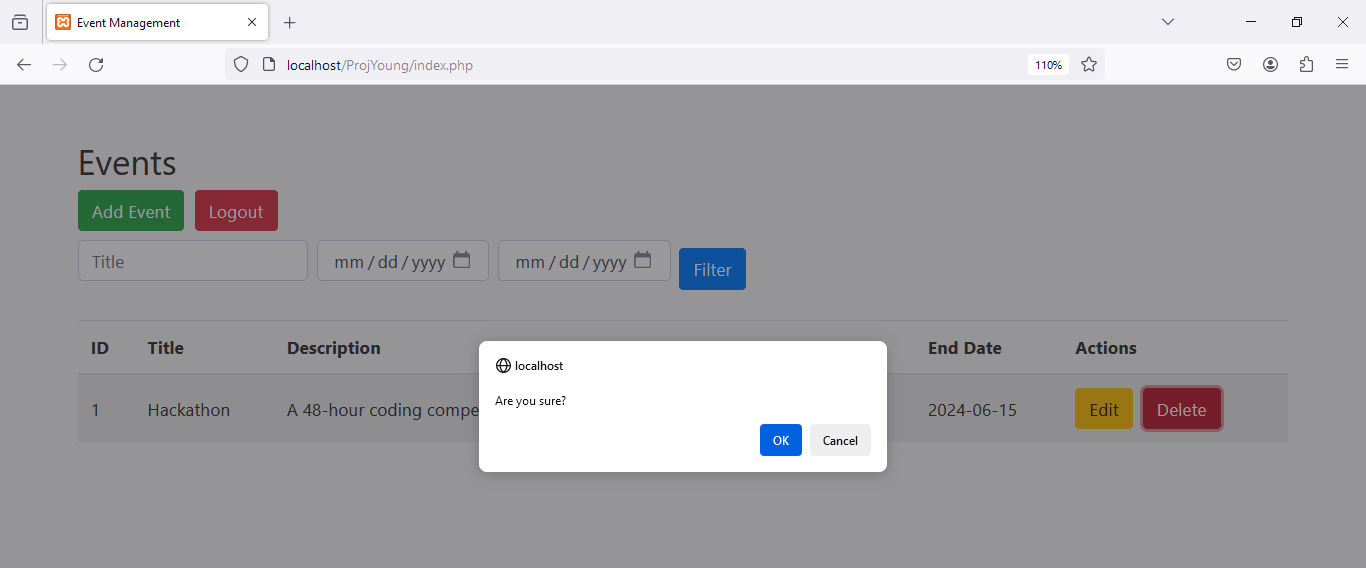 Event Management
localhost/ProjYoung/index.php
110%
Events
Add Event Logout
Title mm / dd / yyyy mm / dd / yyyy Filter
ID Title Description End Date Actions
1 Hackathon A 48-hour coding 2024-06-15 Edit Delete
localhost
Are you sure?
OK Cancel